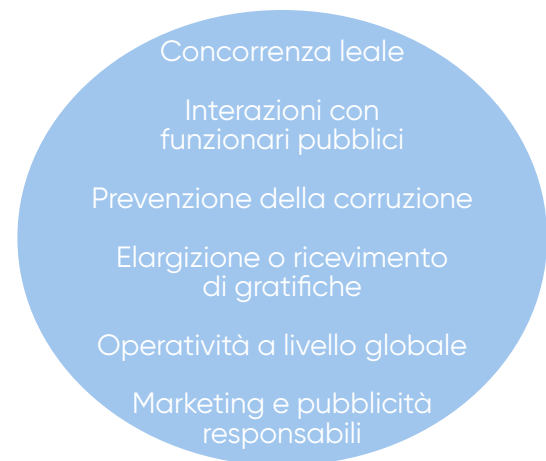 Concorrenza leale
Interazioni con
funzionari pubblici
Prevenzione della corruzione
Elargizione o ricevimento
di gratifiche
Operatività a livello globale
Marketing e pubblicità
responsabili